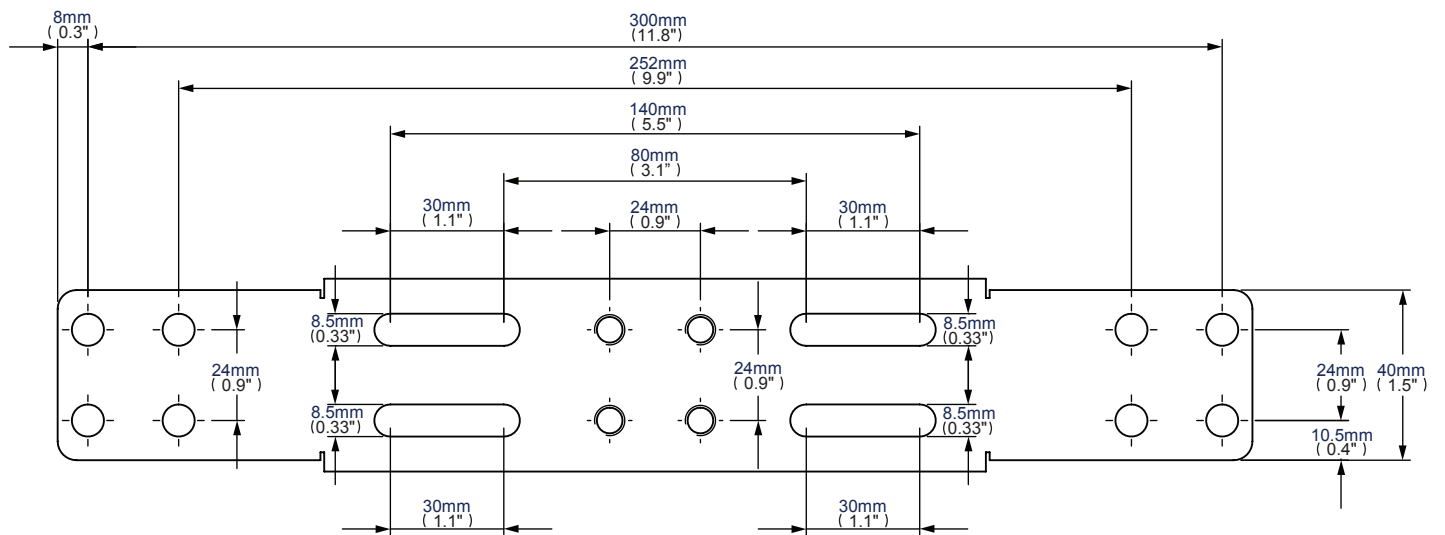 8mm
( 0.3" )
300mm
(11.8")
252mm
( 9.9" )
140mm
( 5.5" )
80mm
( 3.1” )
30mm
( 1.1" )
24mm
( 0.9" )
30mm
( 1.1" )
8.5mm
(0.33")
8.5mm
(0.33")
24mm
( 0.9" )
24mm
( 0.9" )
24mm
( 0.9" )
40mm
( 1.5" )
8.5mm
(0.33")
8.5mm
(0.33")
10.5mm
( 0.4" )
30mm
( 1.1" )
30mm
( 1.1" )